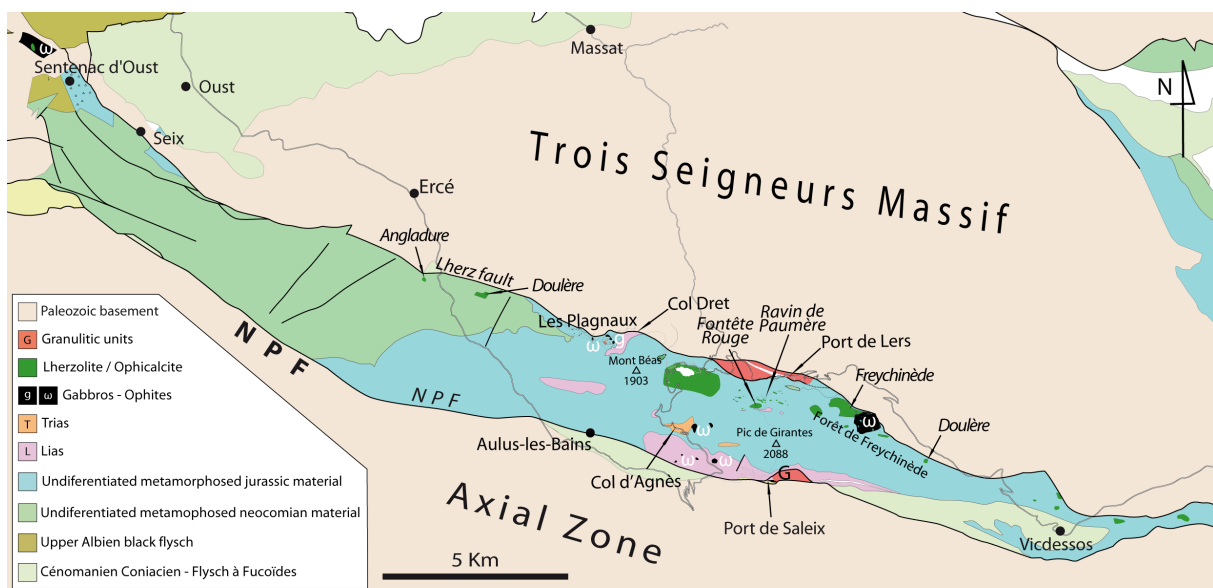 ω
Sentenac d'Oust
Oust
Massat
N
Seix
Trois Seigneurs Massif
Ercé
Angladure
Lherz fault
Doulère
Les Plagnaux
Col Dret
Ravin de
Paumère
Fontête
Rouge
Port de Lers
ω
g
Mont Béas
1903
Freychinède
NPF
NPF
ω
Forêt de Freychinède
Doulère
Aulus-les-Bains
ω
Pic de Girantes
2088
ω
ω
G
Col d'Agnès
Port de Saleix
Axial Zone
Vicdessos
5 Km
Paleozoic basement
G Granulitic units
Lherzolite / Ophicalcite
g ω Gabbros - Ophites
T Trias
L Lias
Undifferentiated metamorphosed jurassic material
Undifferentiated metamophosed neocomian material
Upper Albien black flysch
Cénomanien Coniacien - Flysch à Fucoïdes